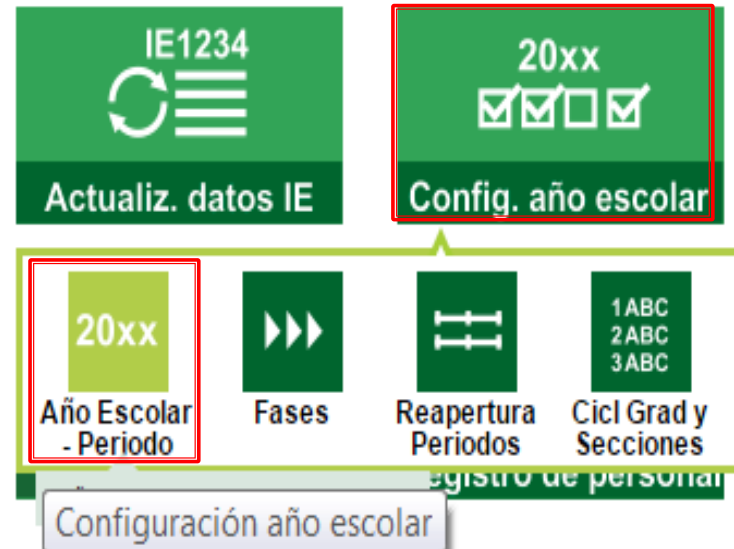 IE1234
Actualiz. datos IE
20xx
Config. año escolar
20xx
Año Escolar
- Periodo
Fases
Reapertura
Periodos
1ABC
2ABC
3ABC
Cicl Grad y
Secciones
egistro de personal
Configuración año escolar